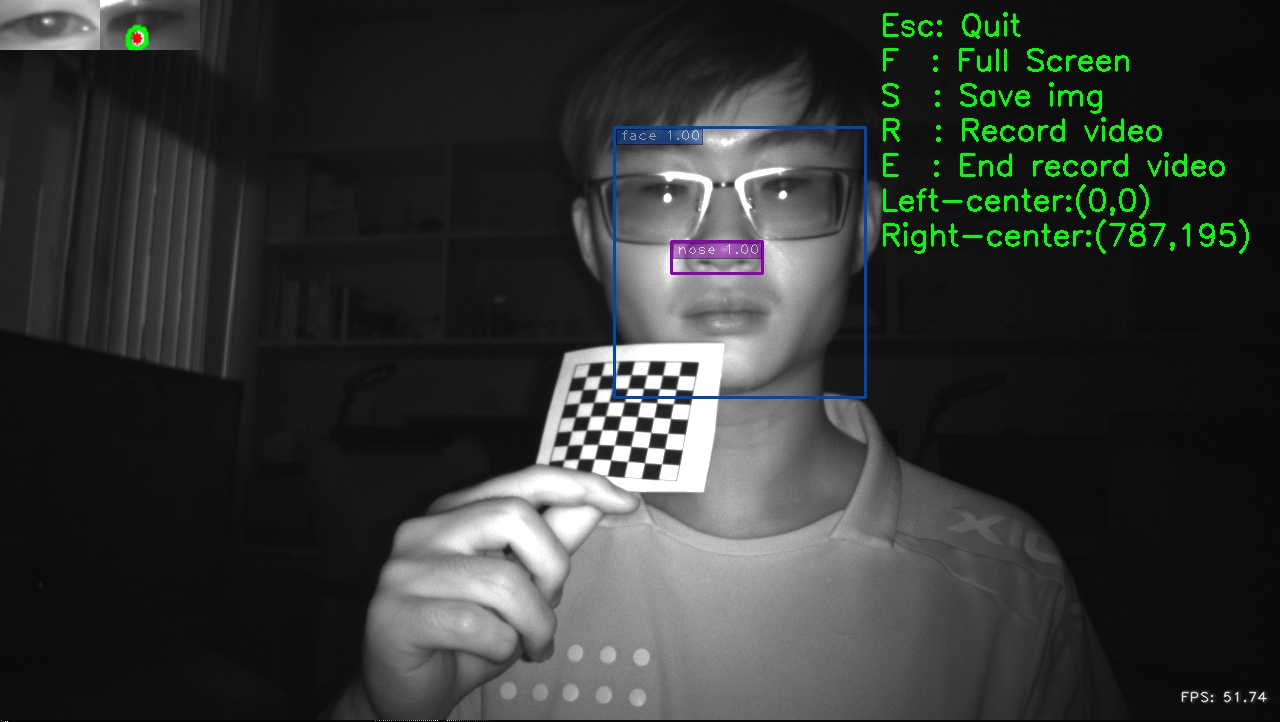 Esc: Quit
F : Full Screen
S : Save img
R : Record video
E : End record video
Left-center:(0,0)
Right-center:(787,195)
face 1.00
nose 1.00
XIO
FPS: 51.74